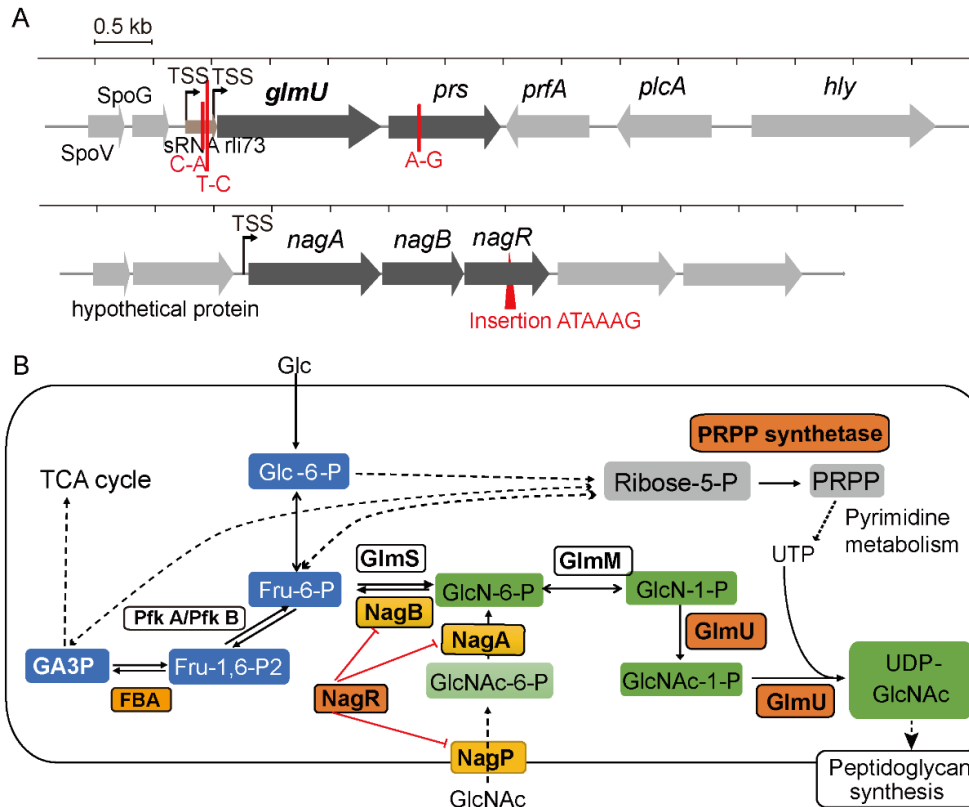 A
0.5 kb
TSS TSS
SpoG
glmU
prs
prfA
plcA
hly
SpoV
sRNA rli73
C-A
T-C
A-G
TSS
nagA
nagB
nagR
hypothetical protein
Insertion ATAAAG
B
Glc
PRPP synthetase
TCA cycle
Glc-6-P
Ribose-5-P
PRPP
Pyrimidine
metabolism
UTP
GlmS
GlmM
Fru-6-P
GlcN-6-P
GlcN-1-P
NagB
Pfk A/Pfk B
NagA
GlmU
GA3P
Fru-1,6-P2
GlcNAc-6-P
GlcNAc-1-P
UDP-
GlcNAc
FBA
NagR
GlmU
NagP
GlcNAc
Peptidoglycan
synthesis